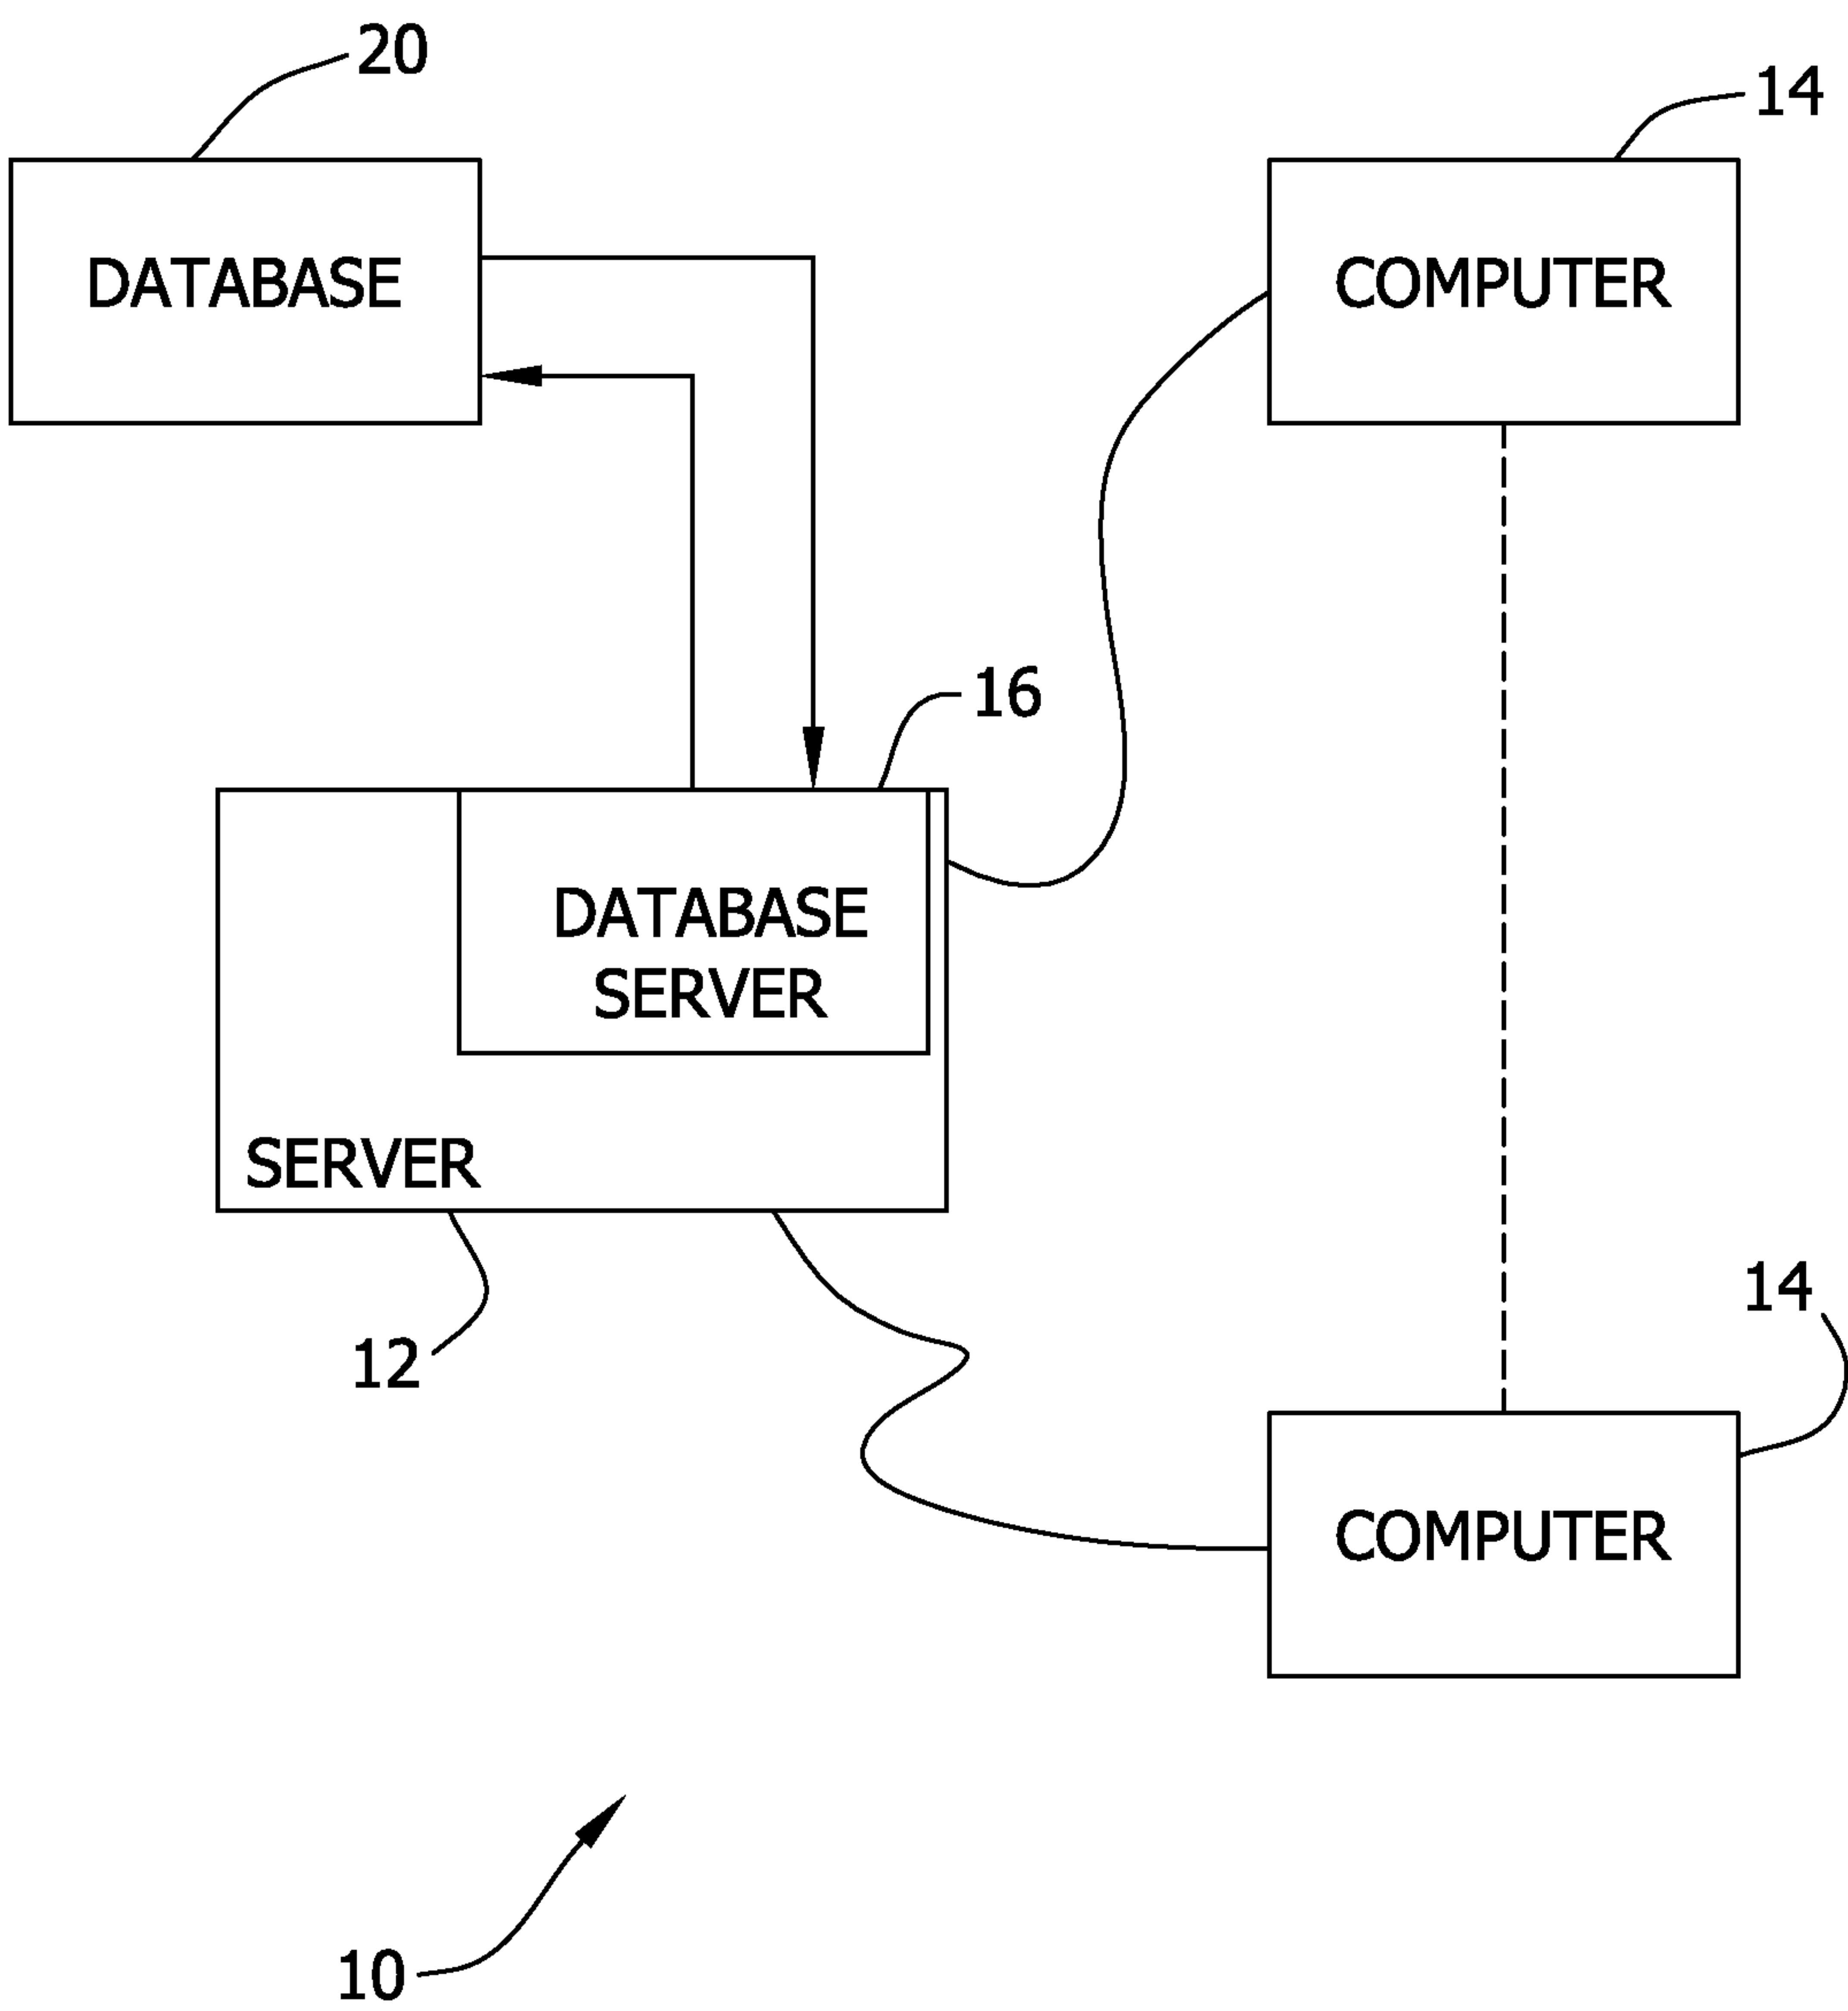 20
14
DATABASE
COMPUTER
16
DATABASE
SERVER
SERVER
12
14
COMPUTER
10